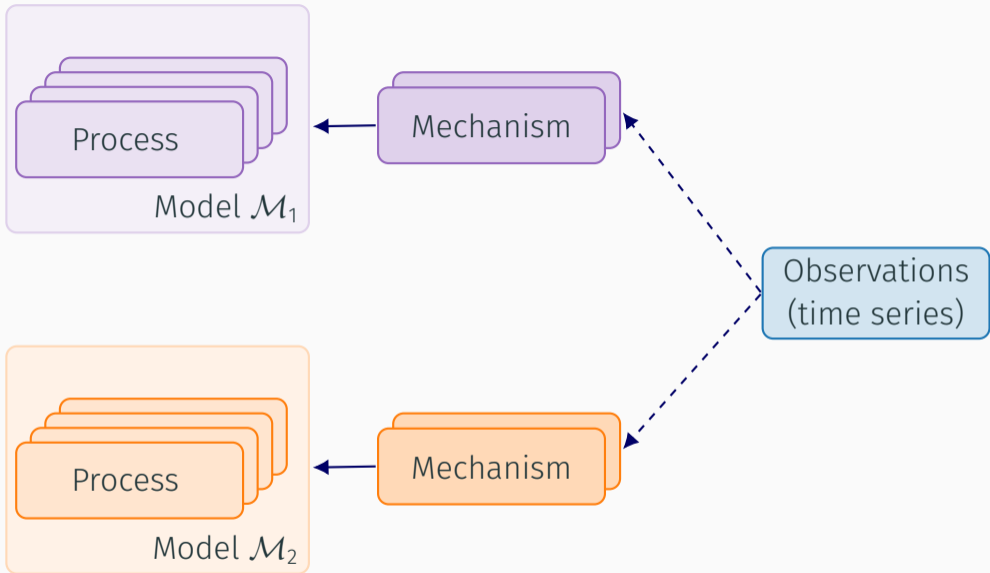 Process
Mechanism
Model 𝓜₁
Observations
(time series)
Process
Mechanism
Model 𝓜₂